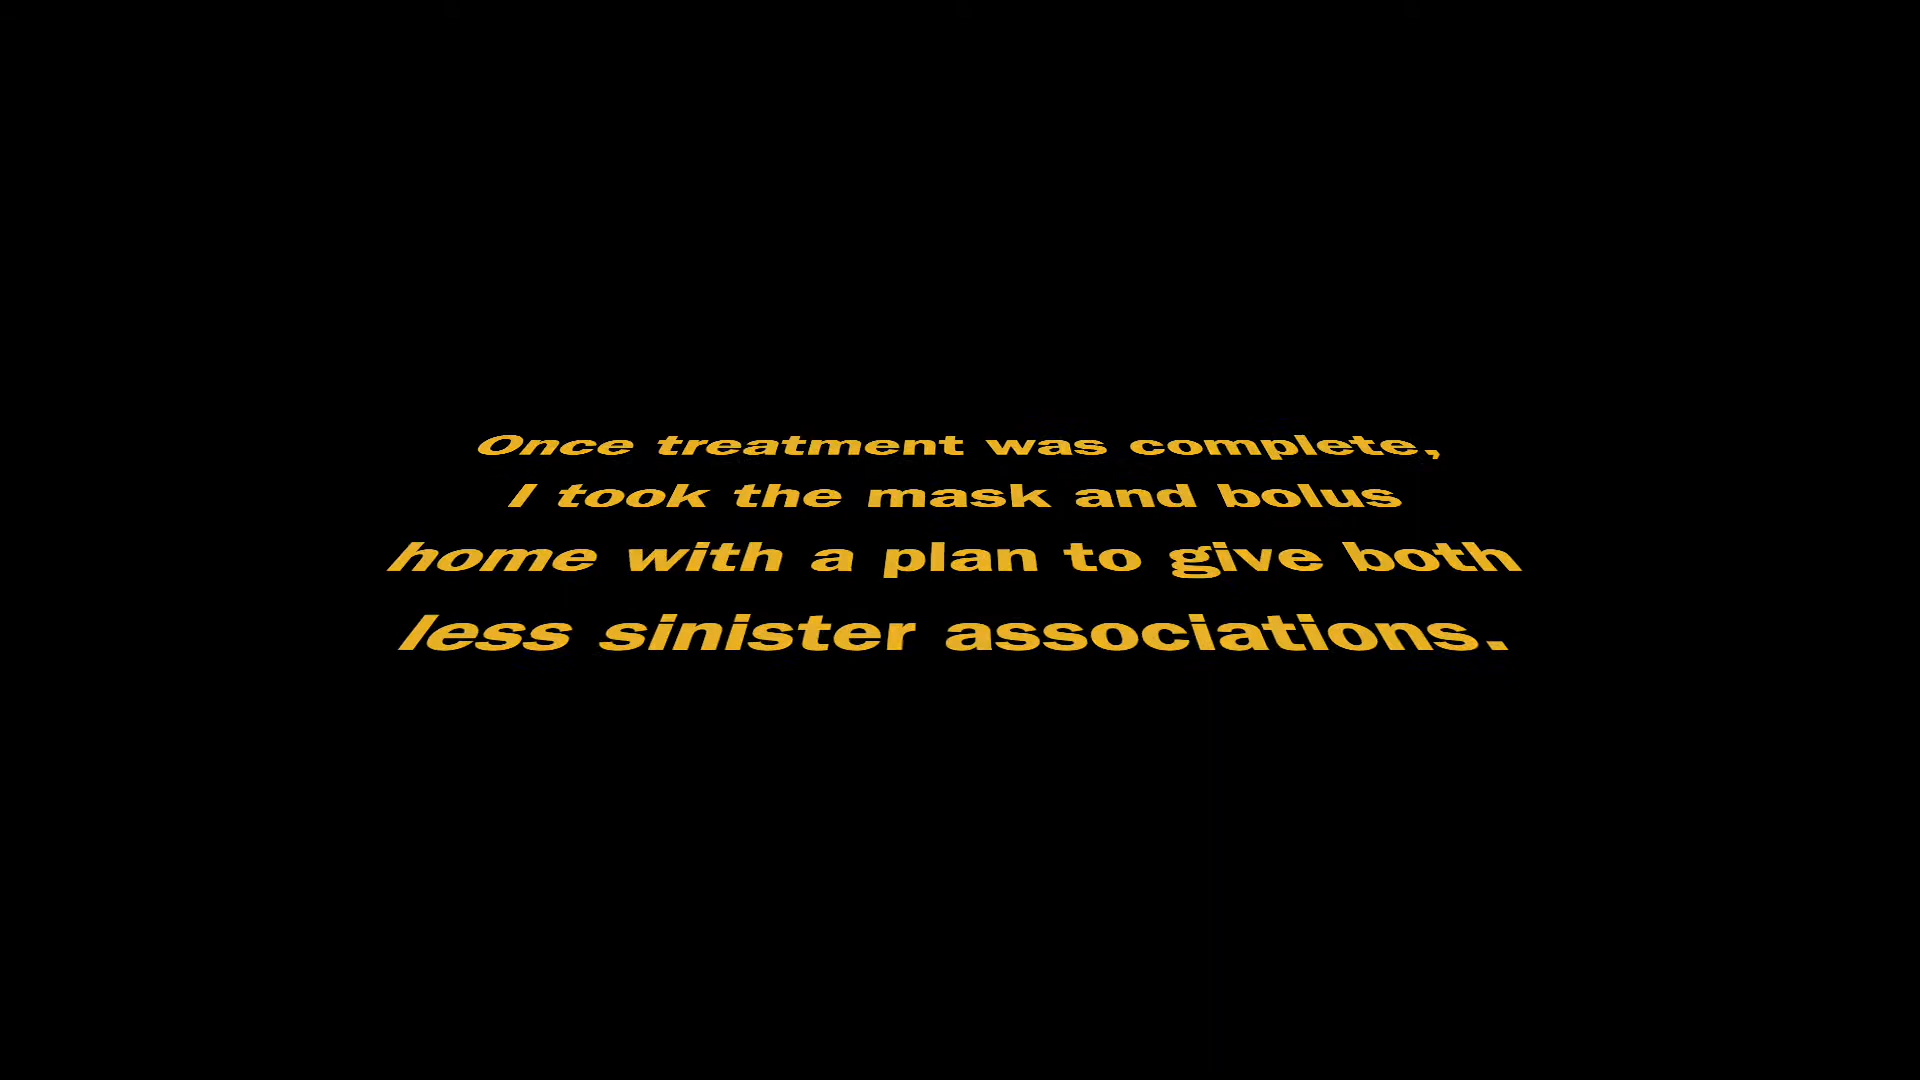 Once treatment was complete,
I took the mask and bolus
home with a plan to give both
less sinister associations.